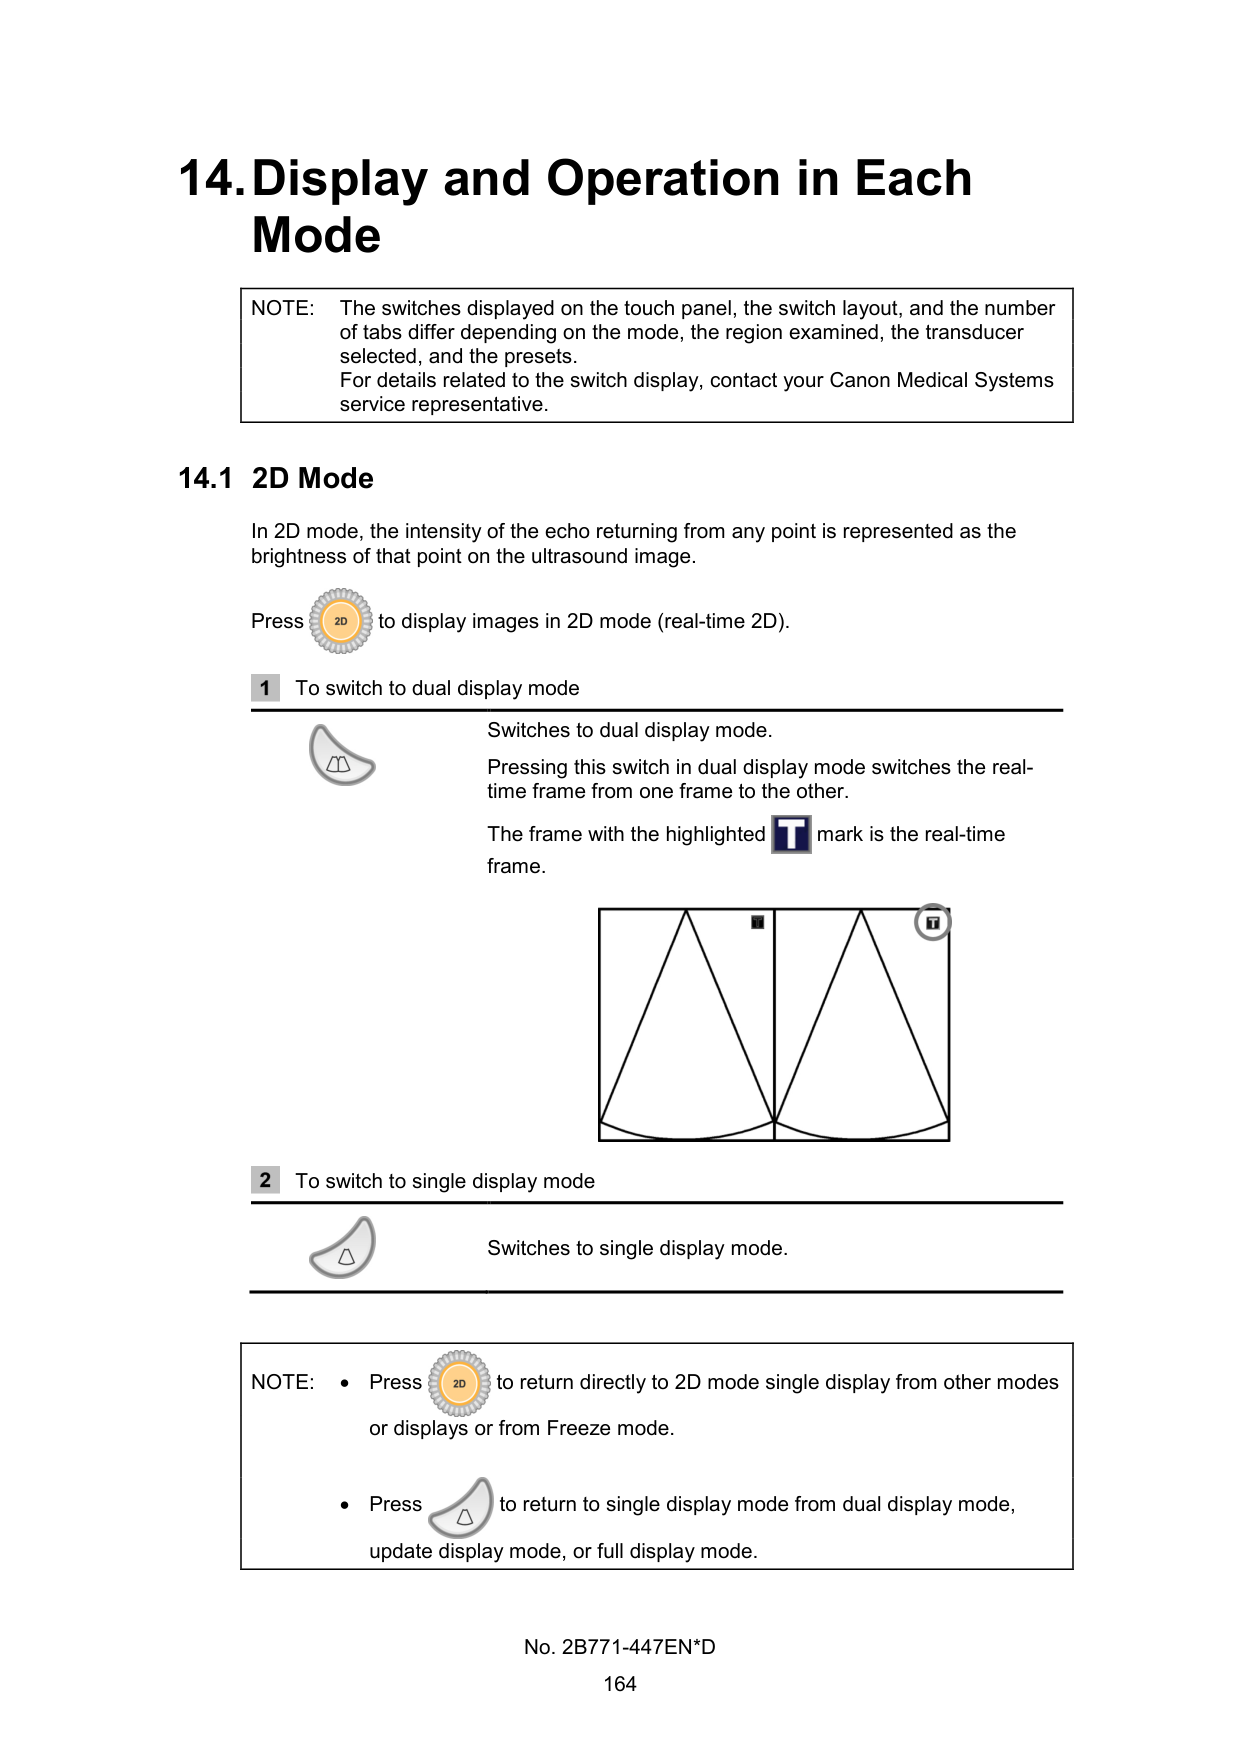 14. Display and Operation in Each
Mode
NOTE: The switches displayed on the touch panel, the switch layout, and the number
of tabs differ depending on the mode, the region examined, the transducer
selected, and the presets.
For details related to the switch display, contact your Canon Medical Systems
service representative.
14.1 2D Mode
In 2D mode, the intensity of the echo returning from any point is represented as the
brightness of that point on the ultrasound image.
Press 2D to display images in 2D mode (real-time 2D).
1 To switch to dual display mode
Switches to dual display mode.
Pressing this switch in dual display mode switches the real-
time frame from one frame to the other.
The frame with the highlighted T mark is the real-time
frame.
T T
2 To switch to single display mode
Switches to single display mode.
NOTE: • Press 2D to return directly to 2D mode single display from other modes
or displays or from Freeze mode.
• Press to return to single display mode from dual display mode,
update display mode, or full display mode.
No. 2B771-447EN*D
164